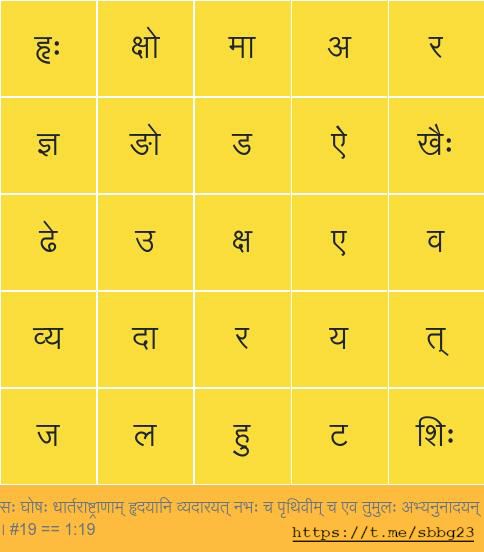 हृः क्षो मा अ र
ज्ञ ङो ड ऐ खैः
ढे उ क्ष ए व
व्य दा र य त्
ज ल हु ट शिः
सः घोषः धार्तराष्ट्राणाम् हृदयानि व्यदारयत् नभः च पृथिवीम् च एव तुमुलः अभ्यनुनादयन्
। #19 == 1:19
https://t.me/sbbg23